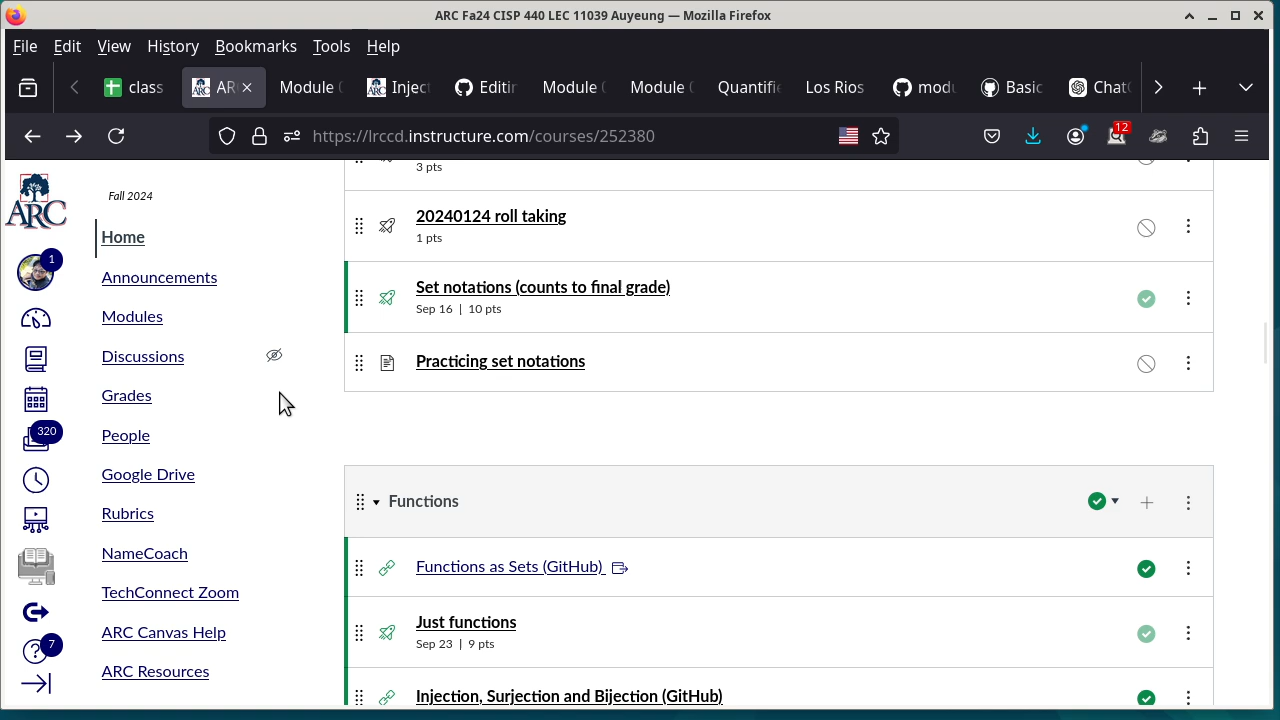 ARC Fa24 CISP 440 LEC 11039 Auyeung — Mozilla Firefox
File Edit View History Bookmarks Tools Help
class AR Module Inject Editin Module Module Quantifi Los Rios modu Basic Chat
https://lrccd.instructure.com/courses/252380
12
ARC
Fall 2024
Home
1
Announcements
Modules
Discussions
Grades
People
320
Google Drive
Rubrics
NameCoach
TechConnect Zoom
ARC Canvas Help
7
ARC Resources
3 pts
20240124 roll taking
1 pts
Set notations (counts to final grade)
Sep 16 | 10 pts
Practicing set notations
Functions
Functions as Sets (GitHub)
Just functions
Sep 23 | 9 pts
Injection, Surjection and Bijection (GitHub)